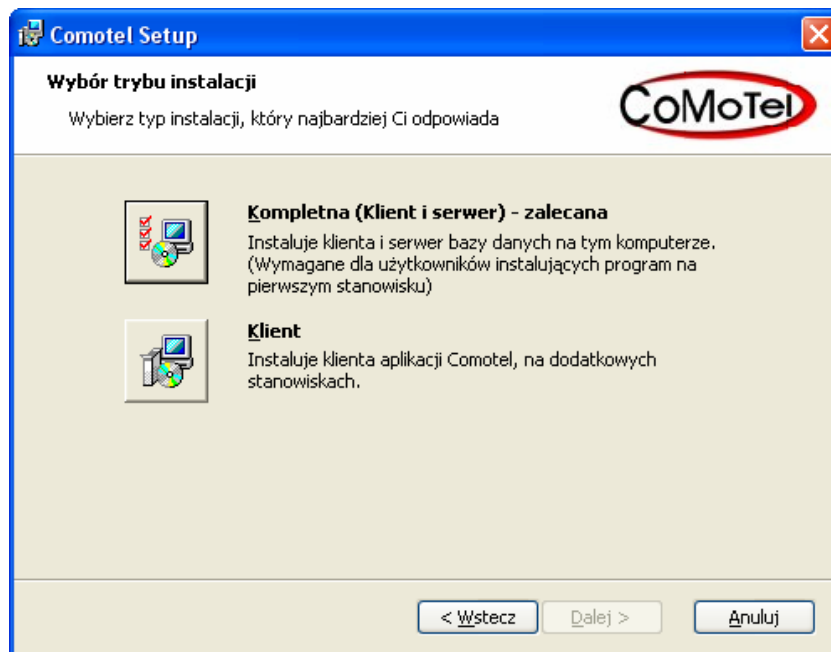 Comotel Setup
Wybór trybu instalacji
Wybierz typ instalacji, który najbardziej Ci odpowiada
CoMoTel
Kompletna (Klient i serwer) - zalecana
Instaluje klienta i serwer bazy danych na tym komputerze.
(Wymagane dla użytkowników instalujących program na
pierwszym stanowisku)
Klient
Instaluje klienta aplikacji Comotel, na dodatkowych
stanowiskach.
< Wstecz
Dalej >
Anuluj